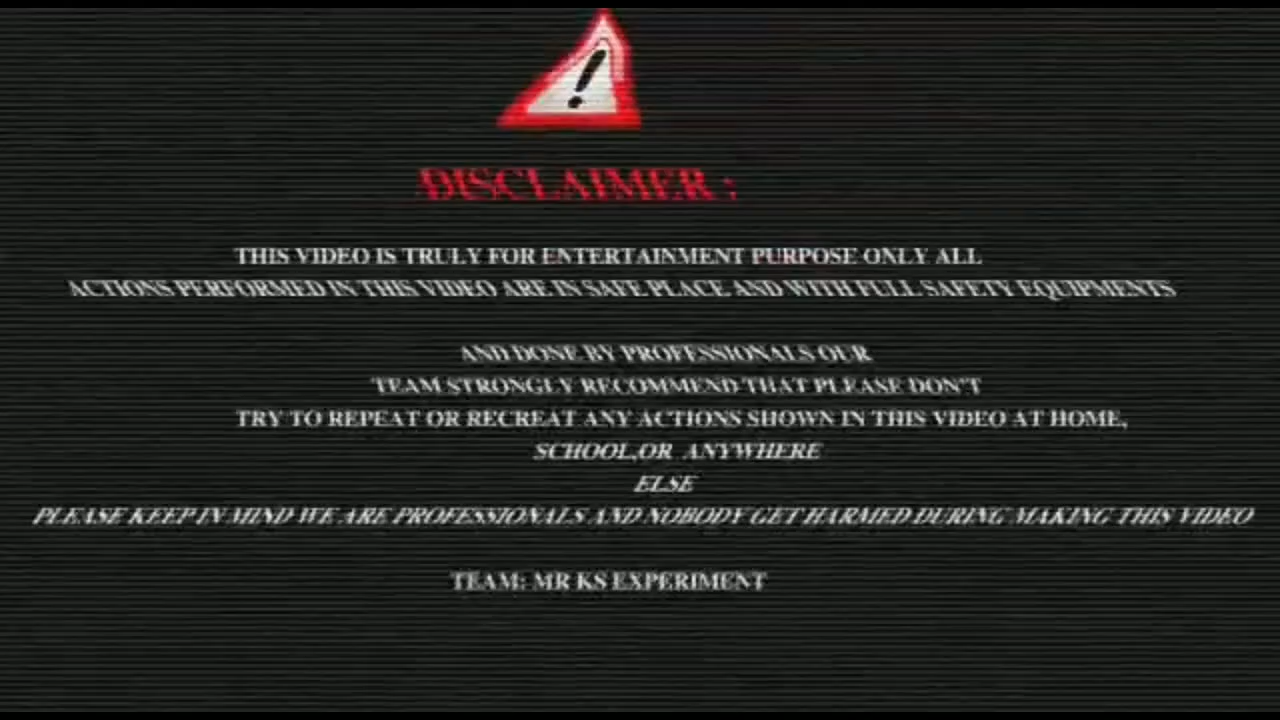 DISCLAIMER :
THIS VIDEO IS TRULY FOR ENTERTAINMENT PURPOSE ONLY ALL
ACTIONS PERFORMED IN THIS VIDEO ARE IN SAFE PLACE AND WITH FULL SAFETY EQUIPMENTS
AND DONE BY PROFESSIONALS OUR
TEAM STRONGLY RECOMMEND THAT PLEASE DON'T
TRY TO REPEAT OR RECREAT ANY ACTIONS SHOWN IN THIS VIDEO AT HOME,
SCHOOL,OR ANYWHERE
ELSE
PLEASE KEEP IN MIND WE ARE PROFESSIONALS AND NOBODY GET HARMED DURING MAKING THIS VIDEO
TEAM: MR KS EXPERIMENT